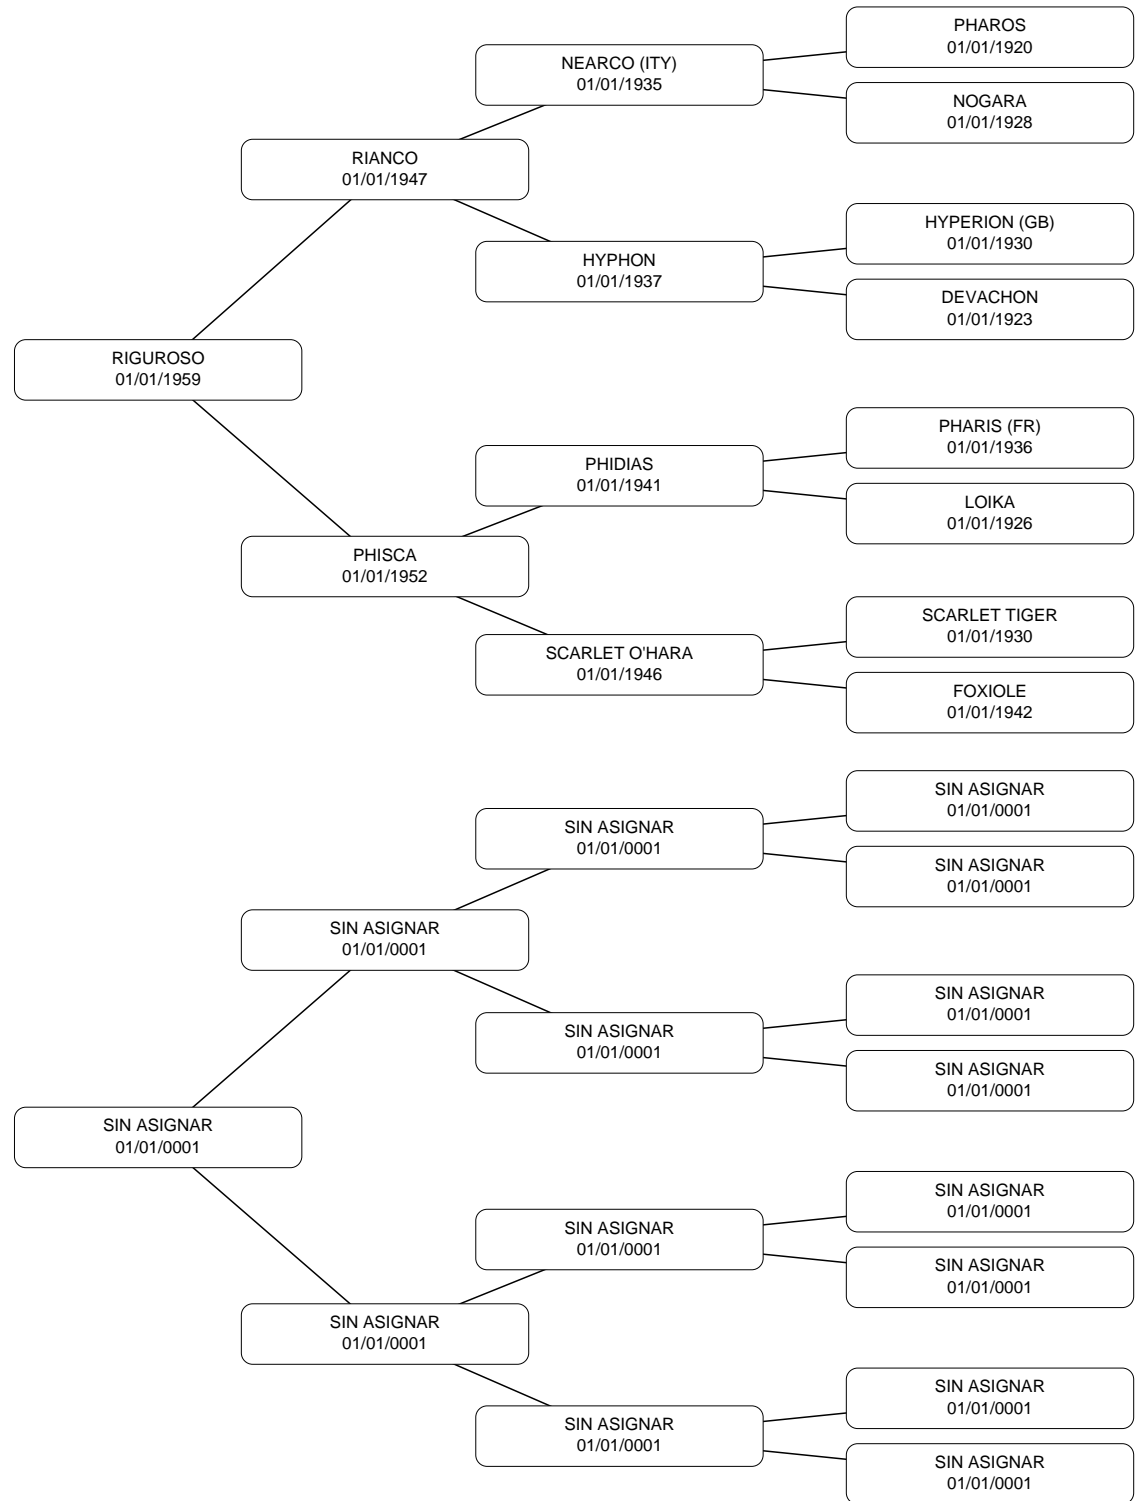 PHAROS
01/01/1920
NEARCO (ITY)
01/01/1935
NOGARA
01/01/1928
RIANCO
01/01/1947
HYPERION (GB)
01/01/1930
HYPHON
01/01/1937
DEVACHON
01/01/1923
RIGUROSO
01/01/1959
PHARIS (FR)
01/01/1936
PHIDIAS
01/01/1941
LOIKA
01/01/1926
PHISCA
01/01/1952
SCARLET TIGER
01/01/1930
SCARLET O'HARA
01/01/1946
FOXIOLE
01/01/1942
SIN ASIGNAR
01/01/0001
SIN ASIGNAR
01/01/0001
SIN ASIGNAR
01/01/0001
SIN ASIGNAR
01/01/0001
SIN ASIGNAR
01/01/0001
SIN ASIGNAR
01/01/0001
SIN ASIGNAR
01/01/0001
SIN ASIGNAR
01/01/0001
SIN ASIGNAR
01/01/0001
SIN ASIGNAR
01/01/0001
SIN ASIGNAR
01/01/0001
SIN ASIGNAR
01/01/0001
SIN ASIGNAR
01/01/0001
SIN ASIGNAR
01/01/0001
SIN ASIGNAR
01/01/0001